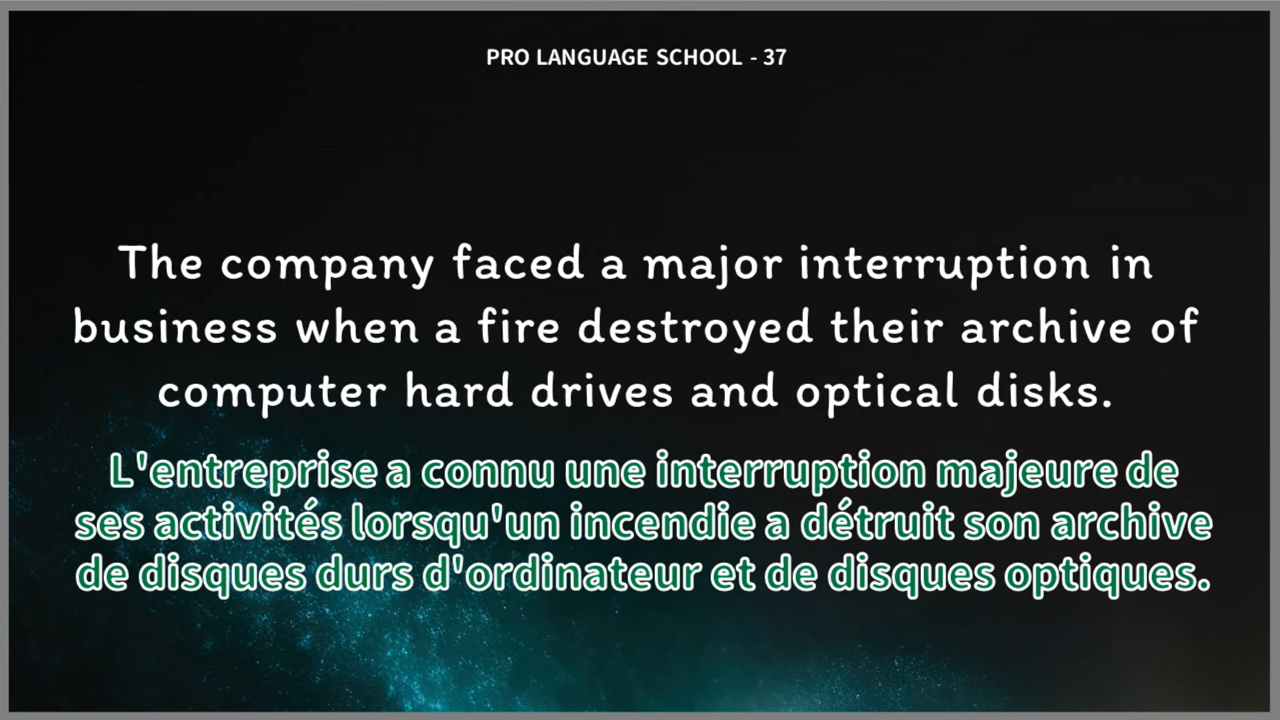 PRO LANGUAGE SCHOOL - 37
The company faced a major interruption in
business when a fire destroyed their archive of
computer hard drives and optical disks.
L'entreprise a connu une interruption majeure de
ses activités lorsqu'un incendie a détruit son archive
de disques durs d'ordinateur et de disques optiques.